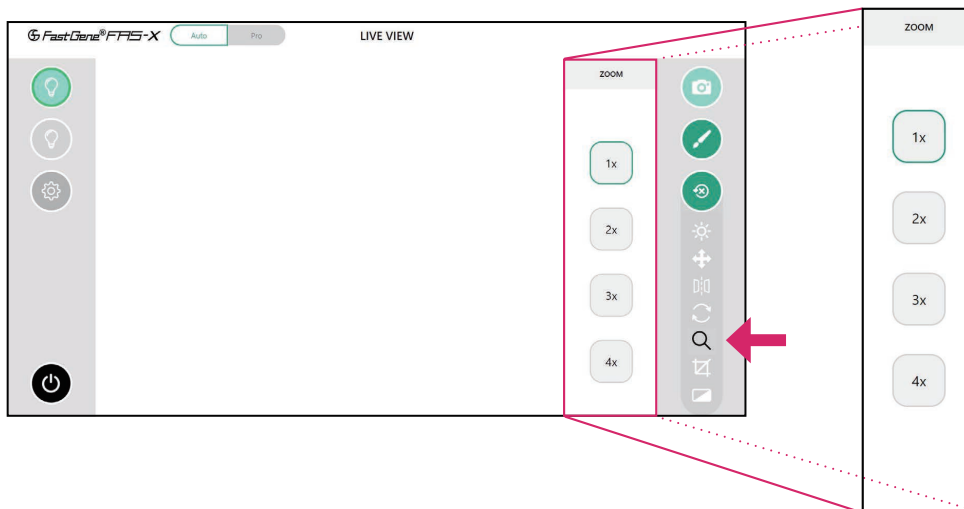 FastGene® FAS-X Auto Pro LIVE VIEW
ZOOM
1x
2x
3x
4x
ZOOM
1x
2x
3x
4x